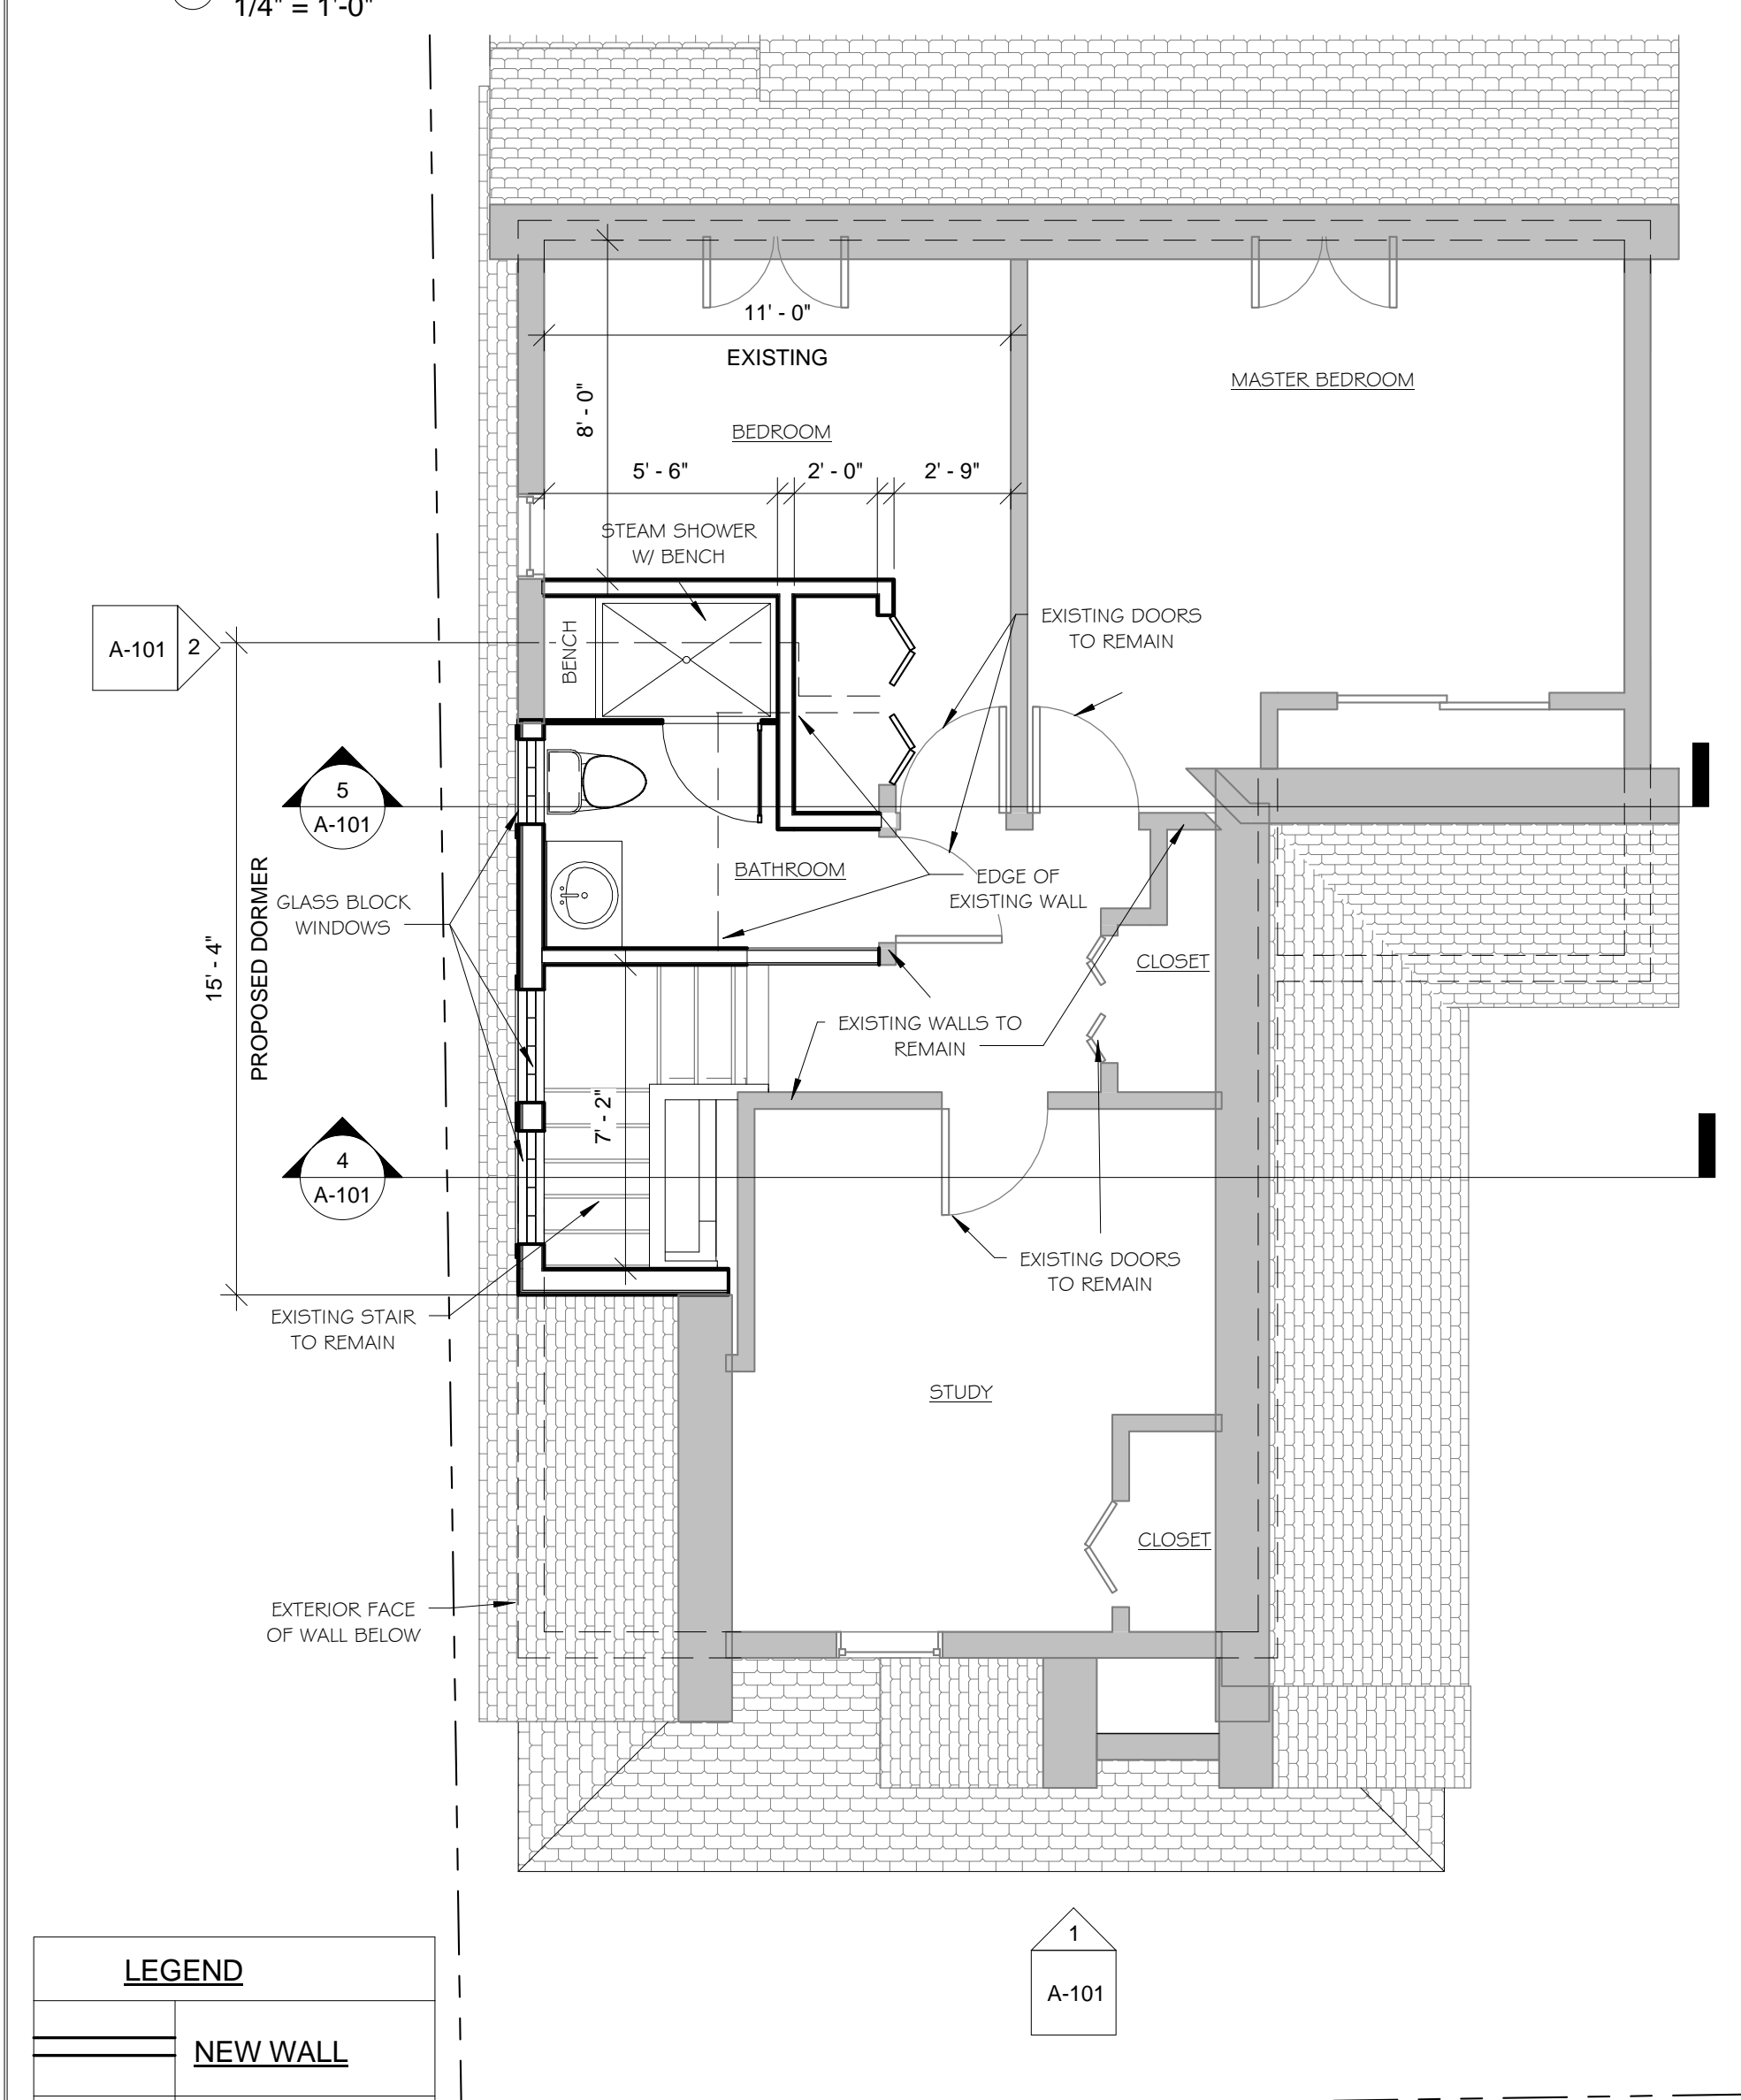 1/4" = 1'-0"
11' - 0"
EXISTING
MASTER BEDROOM
8' - 0"
BEDROOM
5' - 6"
2' - 0"
2' - 9"
STEAM SHOWER
W/ BENCH
A-101
2
BENCH
EXISTING DOORS
TO REMAIN
5
A-101
BATHROOM
EDGE OF
EXISTING WALL
GLASS BLOCK
WINDOWS
15' - 4"
PROPOSED DORMER
CLOSET
EXISTING WALLS TO
REMAIN
7' - 2"
4
A-101
EXISTING DOORS
TO REMAIN
EXISTING STAIR
TO REMAIN
STUDY
CLOSET
EXTERIOR FACE
OF WALL BELOW
1
A-101
LEGEND
NEW WALL